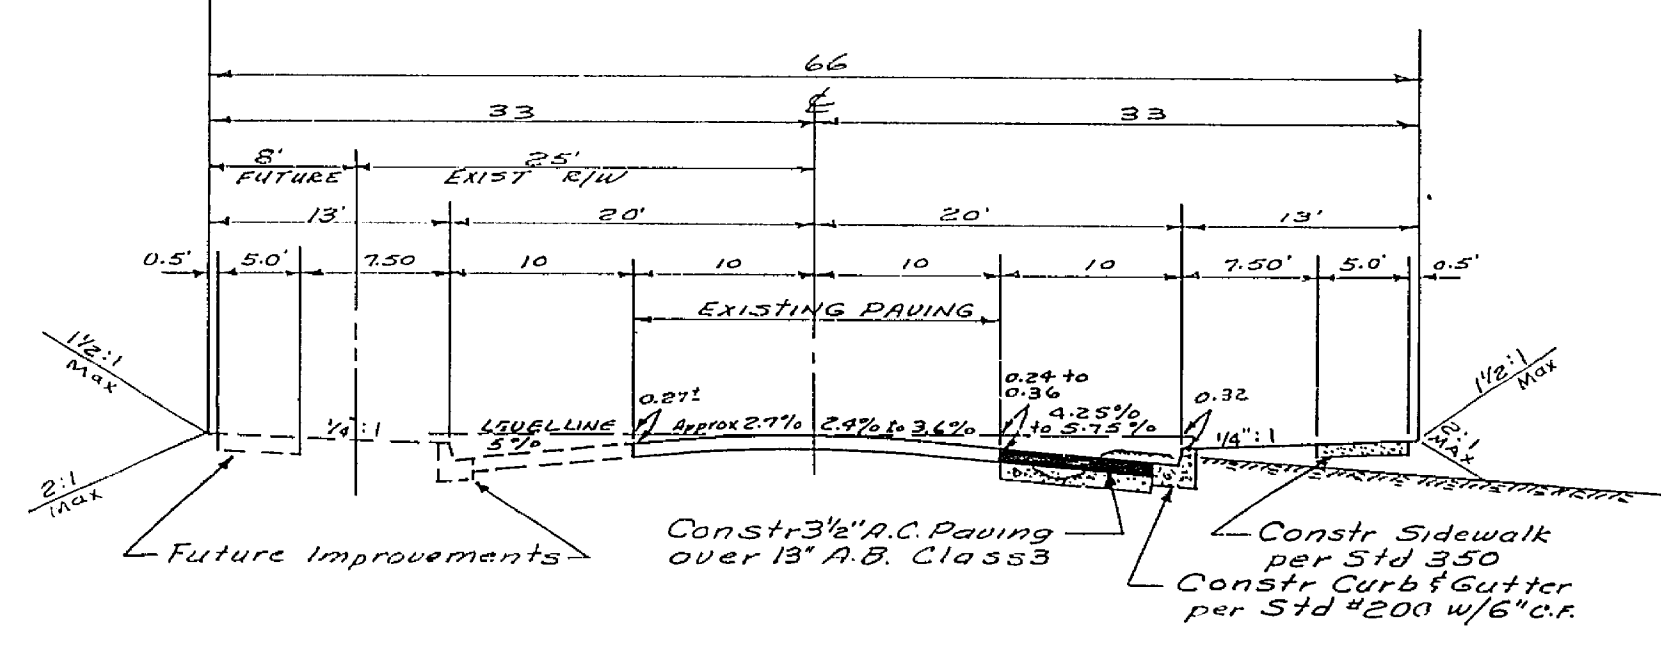 66
℄
33 33
8' 25'
FUTURE EXIST R/W
13' 20' 20' 13'
0.5' 5.0' 7.50 10 10 10 10 7.50' 5.0' 0.5'
EXISTING PAVING
1½:1
Max
1½:1
Max
0.27±
0.24 to
0.36
0.32
4.25%
to 5.75%
¼":1
LEVEL LINE
5%
Approx 2.7%
2.4% to 3.6%
¼":1
2:1
Max
2:1
MAX
Future Improvements
Constr 3½" A.C. Paving
over 13" A.B. Class 3
Constr Sidewalk
per Std 350
Constr Curb & Gutter
per Std #200 w/6" C.F.